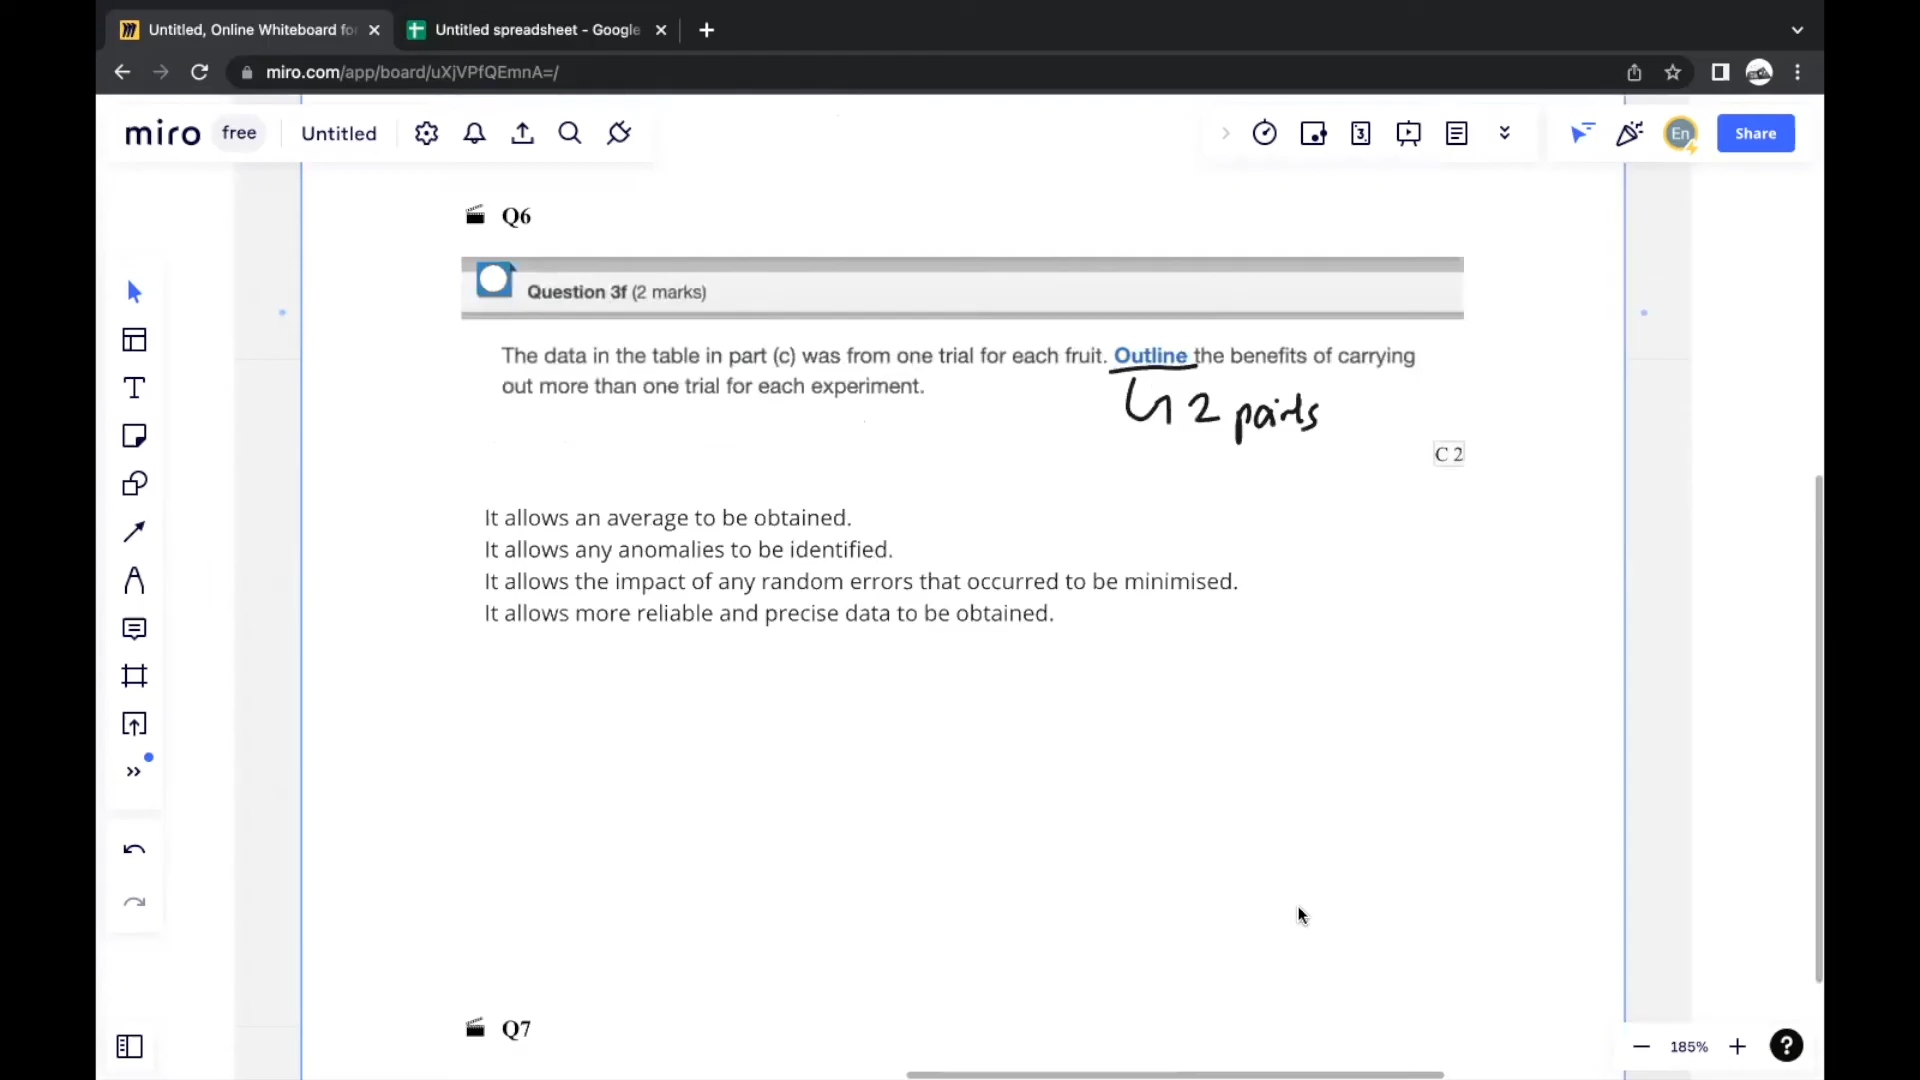 Untitled, Online Whiteboard fo
Untitled spreadsheet - Google
miro.com/app/board/uXjVPfQEmnA=/
miro
free
Untitled
3
En
Share
Q6
Question 3f (2 marks)
The data in the table in part (c) was from one trial for each fruit. Outline the benefits of carrying
out more than one trial for each experiment.
2 points
C 2
It allows an average to be obtained.
It allows any anomalies to be identified.
It allows the impact of any random errors that occurred to be minimised.
It allows more reliable and precise data to be obtained.
Q7
185%
?